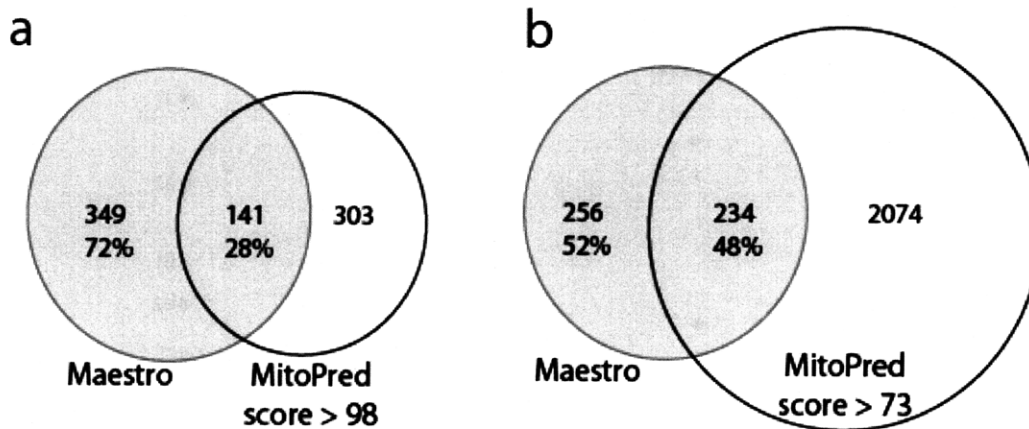 a
349
72%
141
28%
303
Maestro
MitoPred
score > 98
b
256
52%
234
48%
2074
Maestro
MitoPred
score > 73